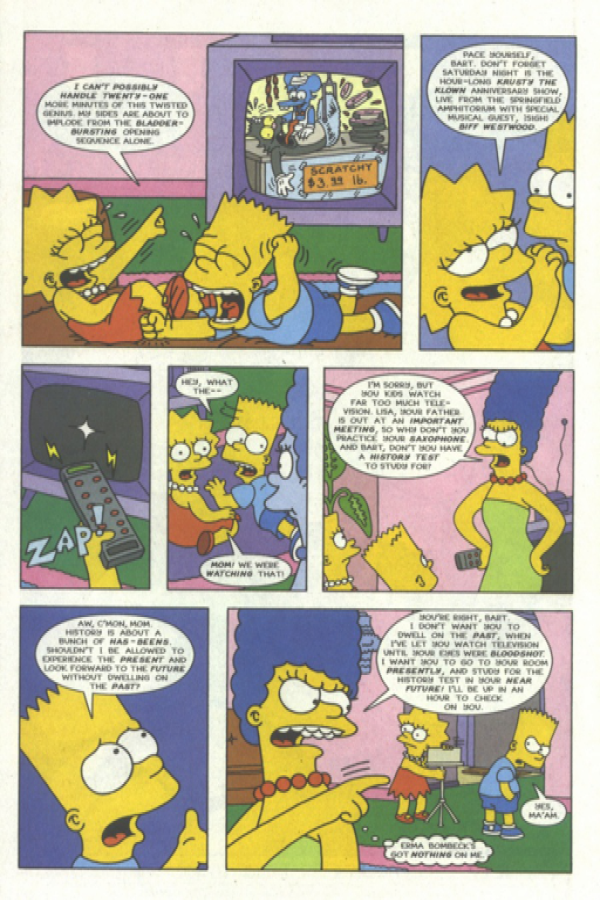 I CAN'T POSSIBLY
HANDLE TWENTY-ONE
MORE MINUTES OF THIS TWISTED
GENIUS. MY SIDES ARE ABOUT TO
IMPLODE FROM THE BLADDER-
BURSTING OPENING
SEQUENCE ALONE.
SCRATCHY
$3.99 lb.
PACE YOURSELF,
BART. DON'T FORGET
SATURDAY NIGHT IS THE
HOUR-LONG KRUSTY THE
KLOWN ANNIVERSARY SHOW,
LIVE FROM THE SPRINGFIELD
AMPHITORIUM WITH SPECIAL
MUSICAL GUEST, (SIGH)
BIFF WESTWOOD.
ZAP!
HEY, WHAT
THE--
MOM! WE WERE
WATCHING THAT!
I'M SORRY, BUT
YOU KIDS WATCH
FAR TOO MUCH TELE-
VISION. LISA, YOUR FATHER
IS OUT AT AN IMPORTANT
MEETING, SO WHY DON'T YOU
PRACTICE YOUR SAXOPHONE.
AND BART, DON'T YOU HAVE
A HISTORY TEST
TO STUDY FOR?
AW, C'MON, MOM.
HISTORY IS ABOUT A
BUNCH OF HAS-BEENS.
SHOULDN'T I BE ALLOWED TO
EXPERIENCE THE PRESENT AND
LOOK FORWARD TO THE FUTURE
WITHOUT DWELLING ON
THE PAST?
YOU'RE RIGHT, BART.
I DON'T WANT YOU TO
DWELL ON THE PAST, WHEN
I'VE LET YOU WATCH TELEVISION
UNTIL YOUR EYES WERE BLOODSHOT.
I WANT YOU TO GO TO YOUR ROOM
PRESENTLY, AND STUDY FOR THE
HISTORY TEST IN YOUR NEAR
FUTURE! I'LL BE UP IN AN
HOUR TO CHECK
ON YOU.
YES,
MA'AM.
ERMA BOMBECK'S
GOT NOTHING ON ME.